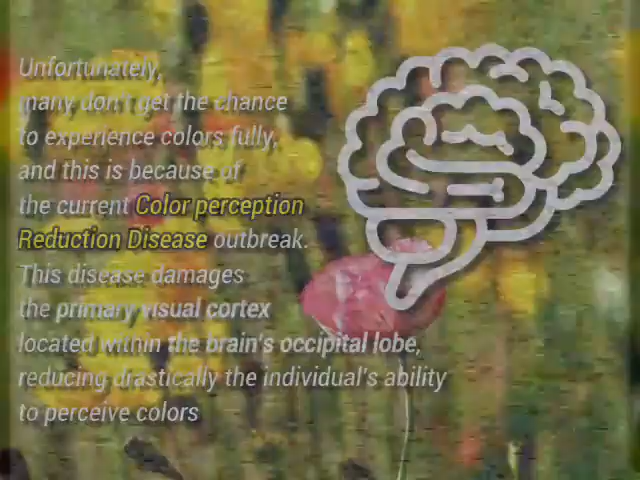 Unfortunately,
many don't get the chance
to experience colors fully,
and this is because of
the current Color perception
Reduction Disease outbreak.
This disease damages
the primary visual cortex
located within the brain's occipital lobe,
reducing drastically the individual's ability
to perceive colors